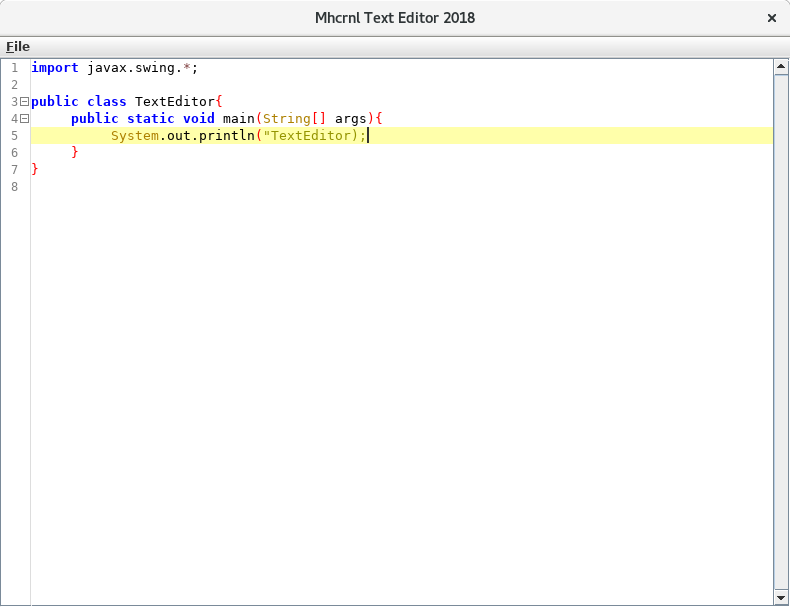 Mhcrnl Text Editor 2018
File
1 import javax.swing.*;
2
3 public class TextEditor{
4 public static void main(String[] args){
5 System.out.println("TextEditor);
6 }
7 }
8